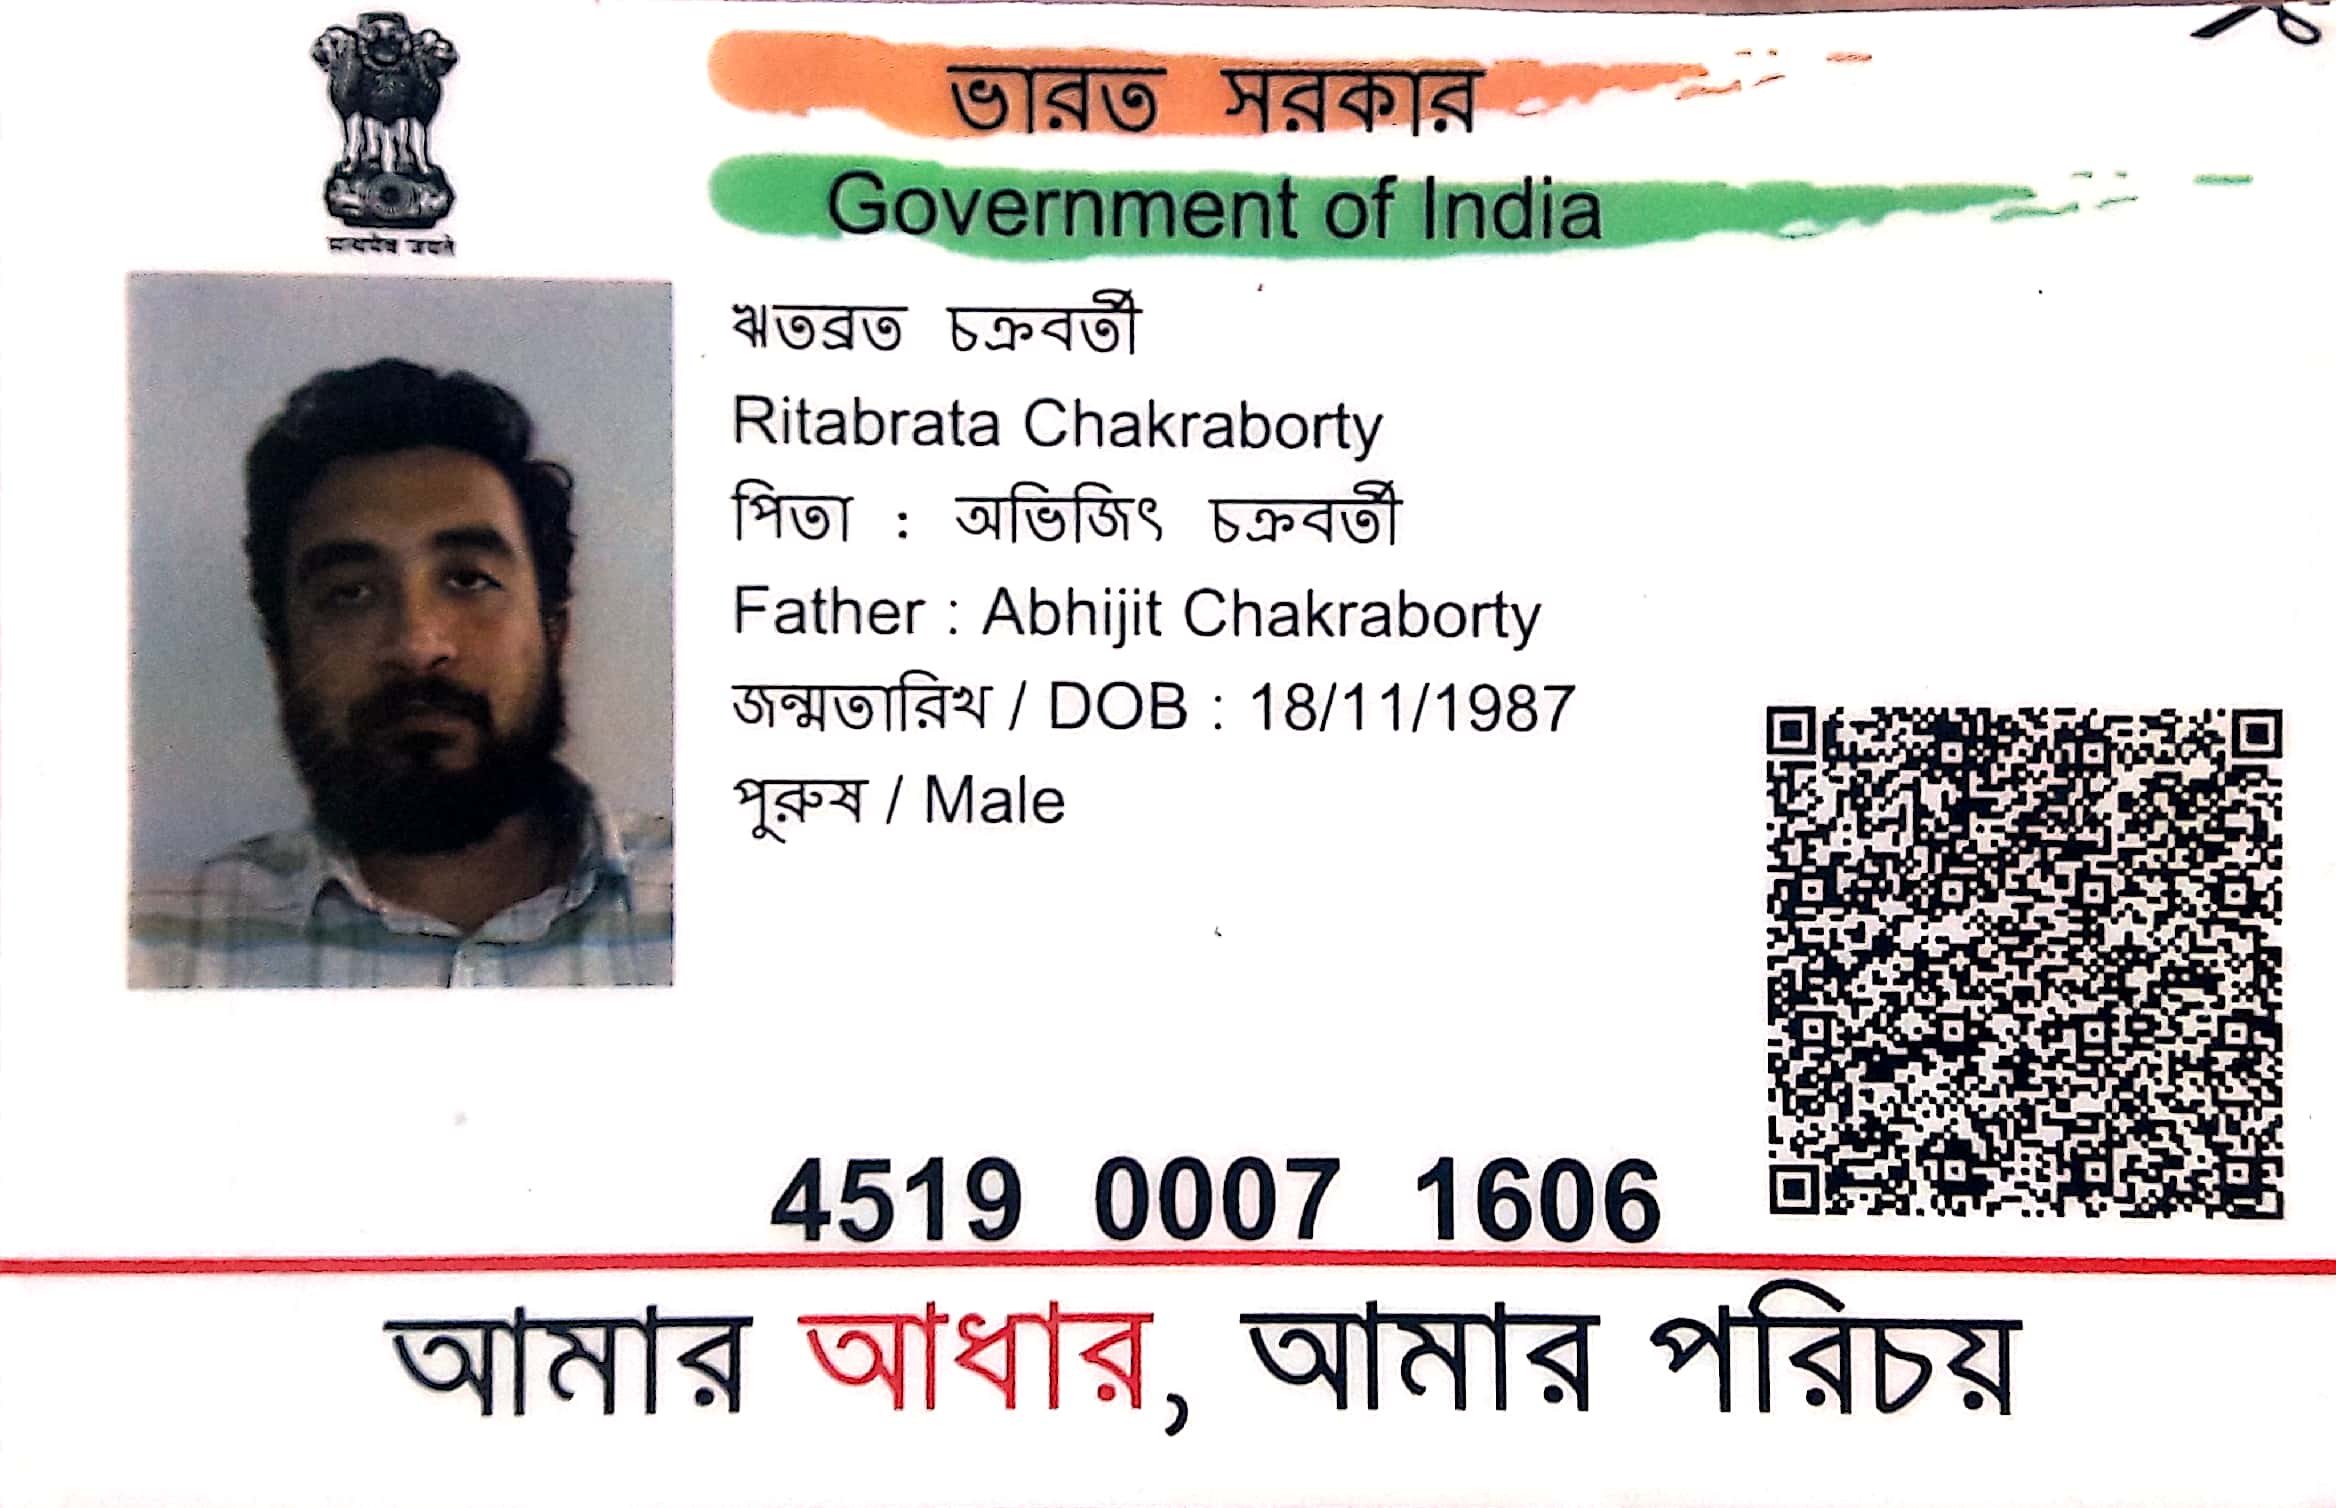 सत्यमेव जयते
ভারত সরকার
Government of India
ঋতব্রত চক্রবর্তী
Ritabrata Chakraborty
পিতা : অভিজিৎ চক্রবর্তী
Father : Abhijit Chakraborty
জন্মতারিখ / DOB : 18/11/1987
পুরুষ / Male
4519 0007 1606
আমার আধার, আমার পরিচয়